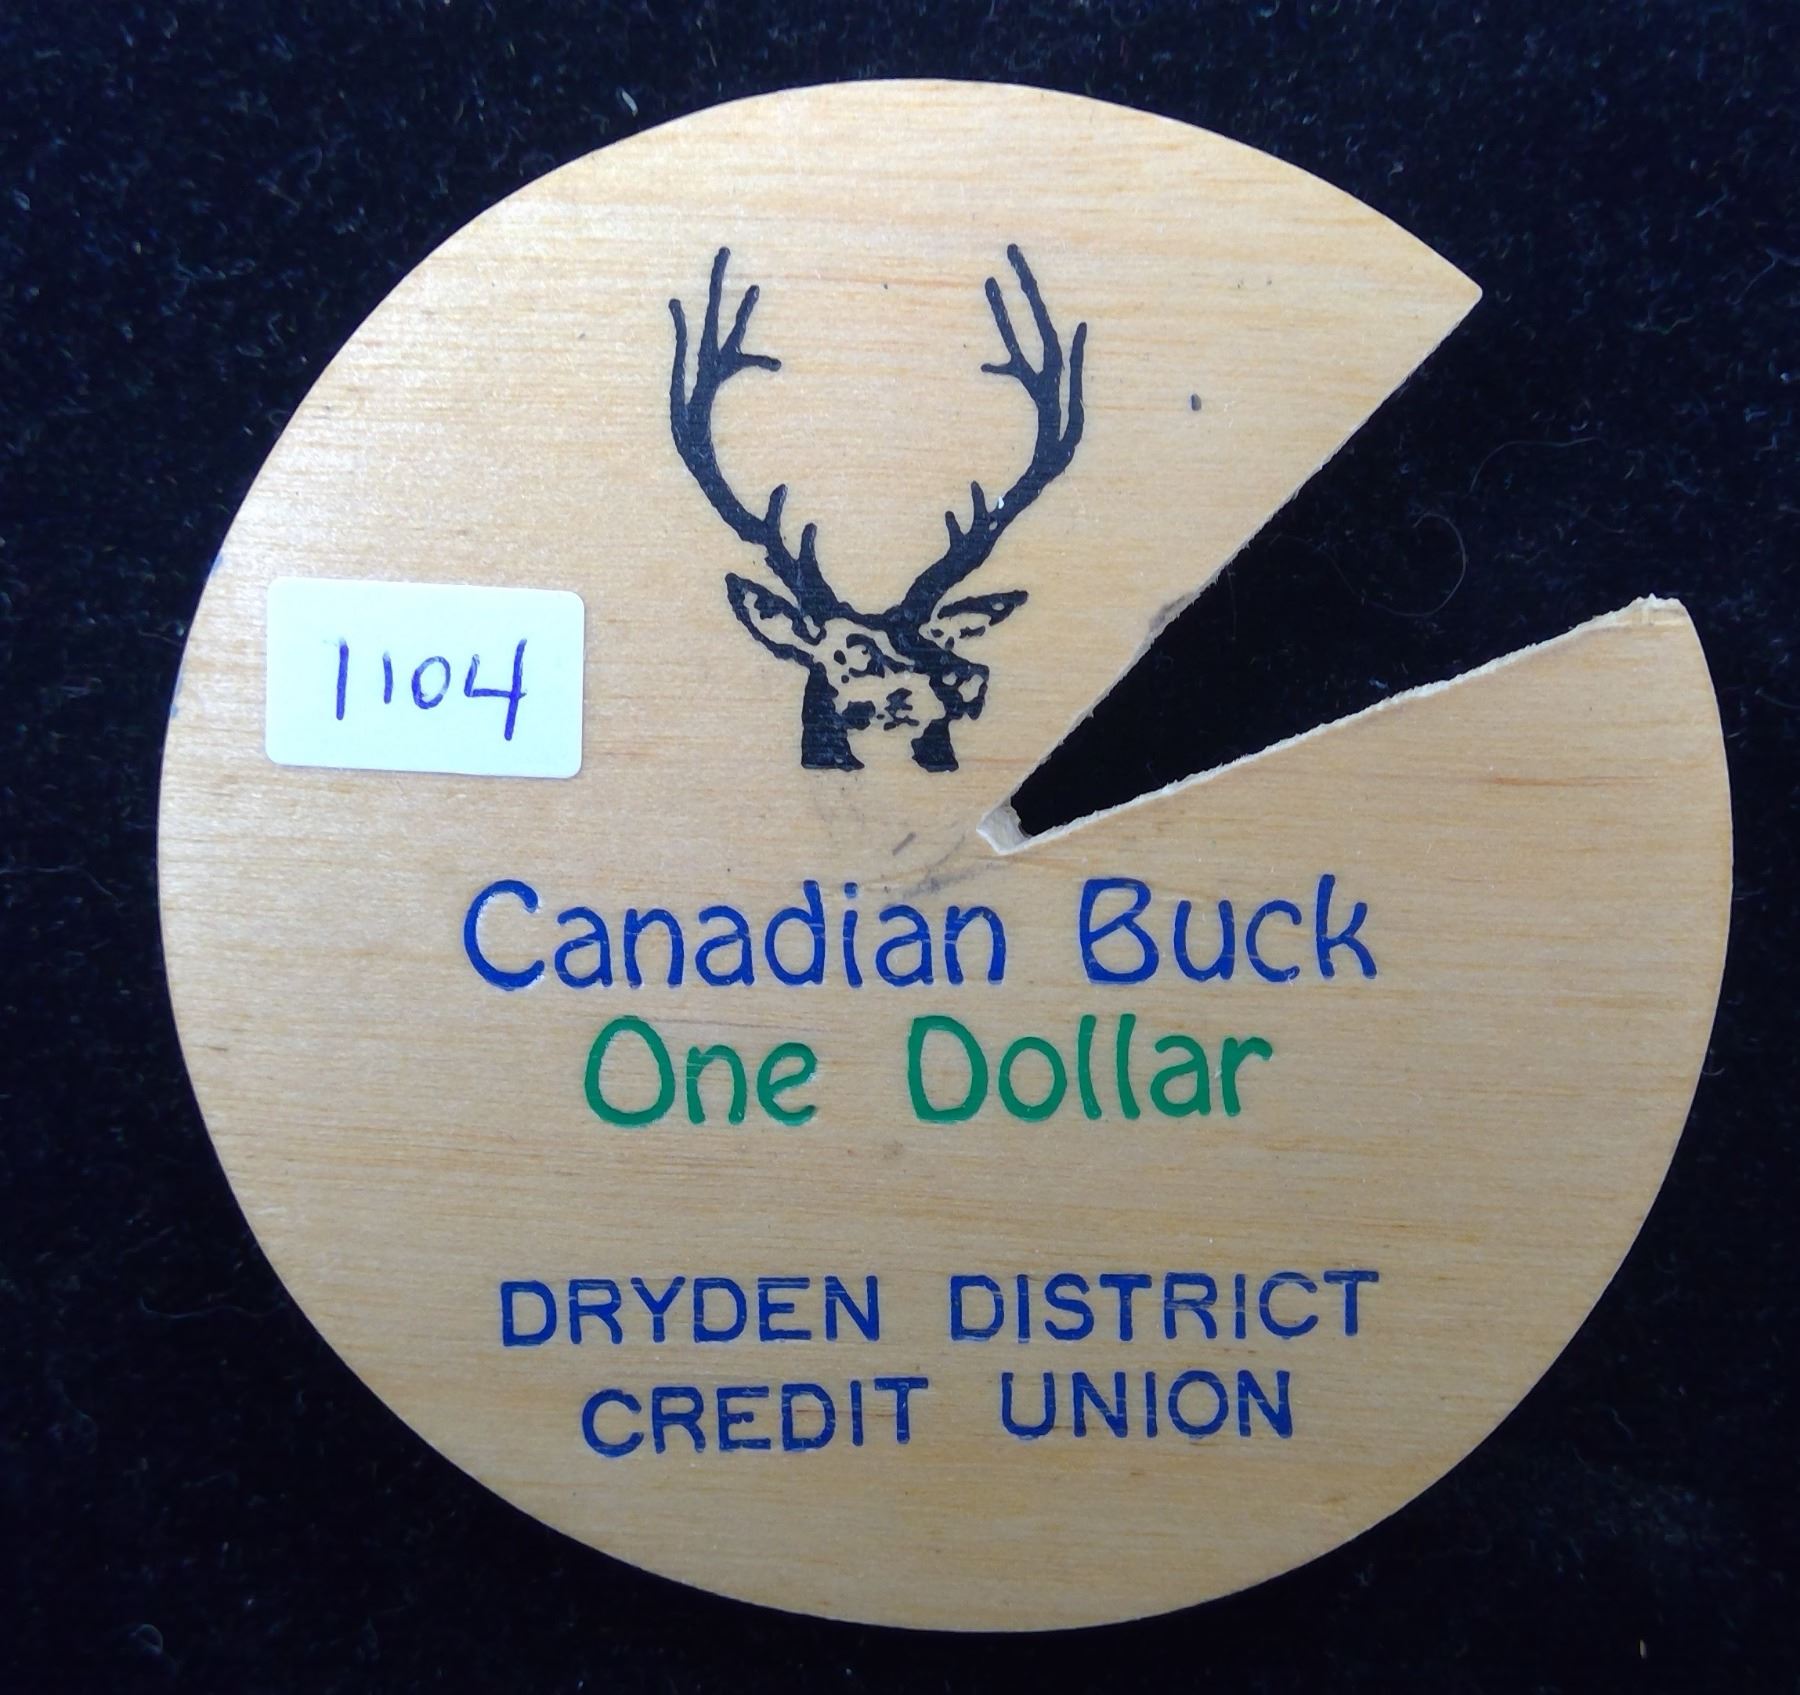 1104
Canadian Buck
One Dollar
DRYDEN DISTRICT
CREDIT UNION